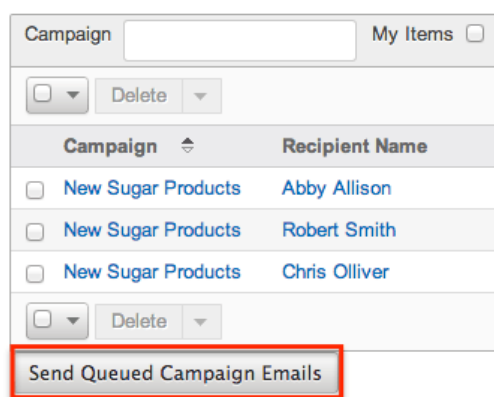 Campaign My Items
Delete
Campaign Recipient Name
New Sugar Products Abby Allison
New Sugar Products Robert Smith
New Sugar Products Chris Olliver
Delete
Send Queued Campaign Emails